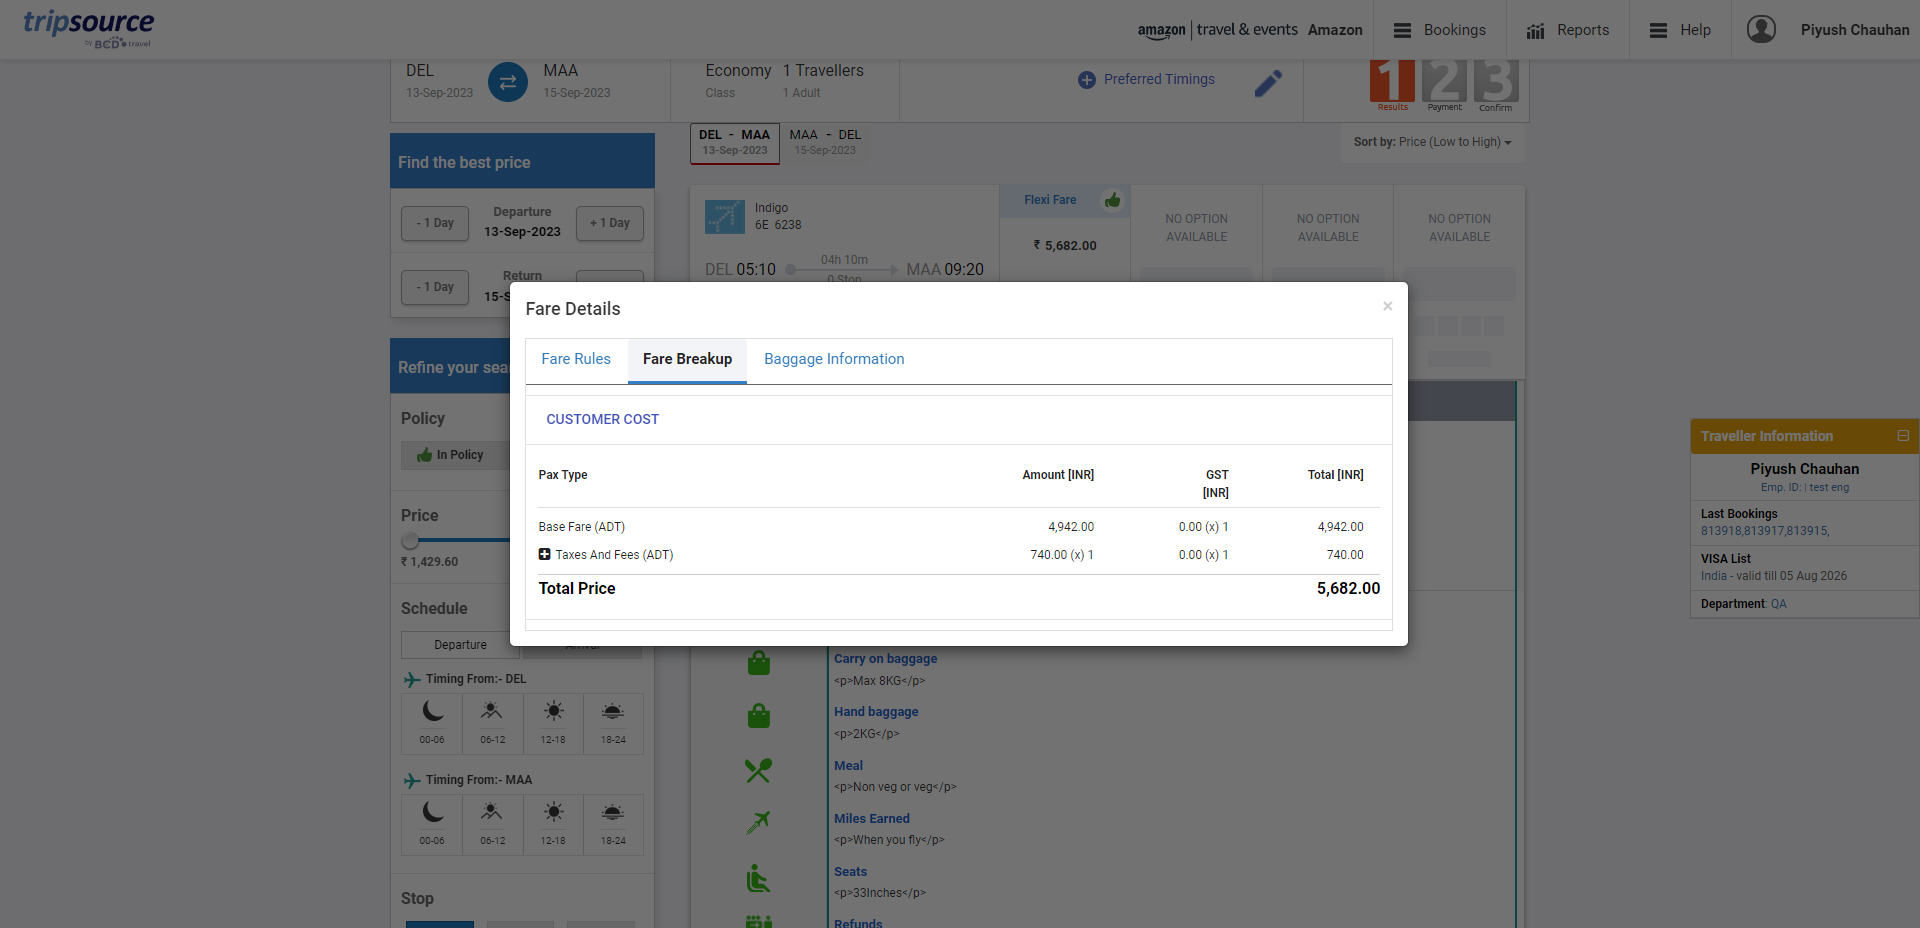 tripsource
by BCD travel
amazon | travel & events Amazon
Bookings
Reports
Help
Piyush Chauhan
DEL
13-Sep-2023
MAA
15-Sep-2023
Economy
Class
1 Travellers
1 Adult
Preferred Timings
1 2 3
Results Payment Confirm
Find the best price
- 1 Day
Departure
13-Sep-2023
+ 1 Day
- 1 Day
Return
15-S
DEL - MAA
13-Sep-2023
MAA - DEL
15-Sep-2023
Sort by: Price (Low to High)
Indigo
6E 6238
DEL 05:10
04h 10m
0 Stop
MAA 09:20
Flexi Fare
₹ 5,682.00
NO OPTION
AVAILABLE
NO OPTION
AVAILABLE
NO OPTION
AVAILABLE
Fare Details
×
Fare Rules
Fare Breakup
Baggage Information
CUSTOMER COST
Pax Type Amount [INR] GST [INR] Total [INR]
Base Fare (ADT) 4,942.00 0.00 (x) 1 4,942.00
Taxes And Fees (ADT) 740.00 (x) 1 0.00 (x) 1 740.00
Total Price 5,682.00
Refine your sea
Policy
In Policy
Price
₹ 1,429.60
Schedule
Departure
Arrival
Timing From:- DEL
00-06 06-12 12-18 18-24
Timing From:- MAA
00-06 06-12 12-18 18-24
Stop
Carry on baggage
<p>Max 8KG</p>
Hand baggage
<p>2KG</p>
Meal
<p>Non veg or veg</p>
Miles Earned
<p>When you fly</p>
Seats
<p>33Inches</p>
Refunds
Traveller Information
Piyush Chauhan
Emp. ID: | test eng
Last Bookings
813918,813917,813915,
VISA List
India - valid till 05 Aug 2026
Department: QA